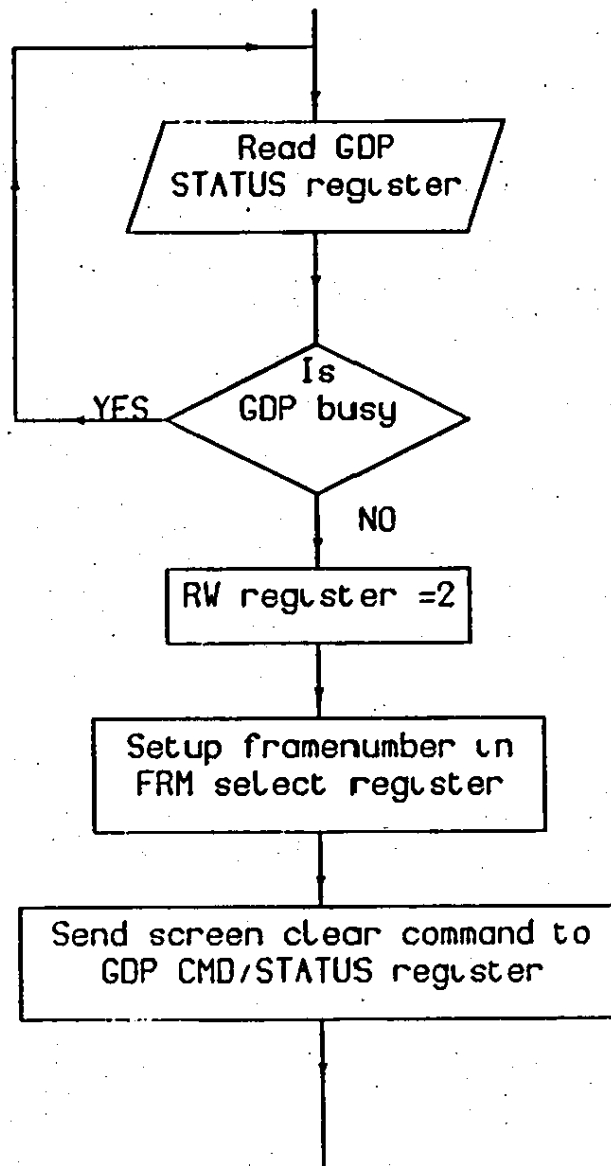 Read GDP
STATUS register
Is
GDP busy
YES
NO
RW register =2
Setup framenumber in
FRM select register
Send screen clear command to
GDP CMD/STATUS register